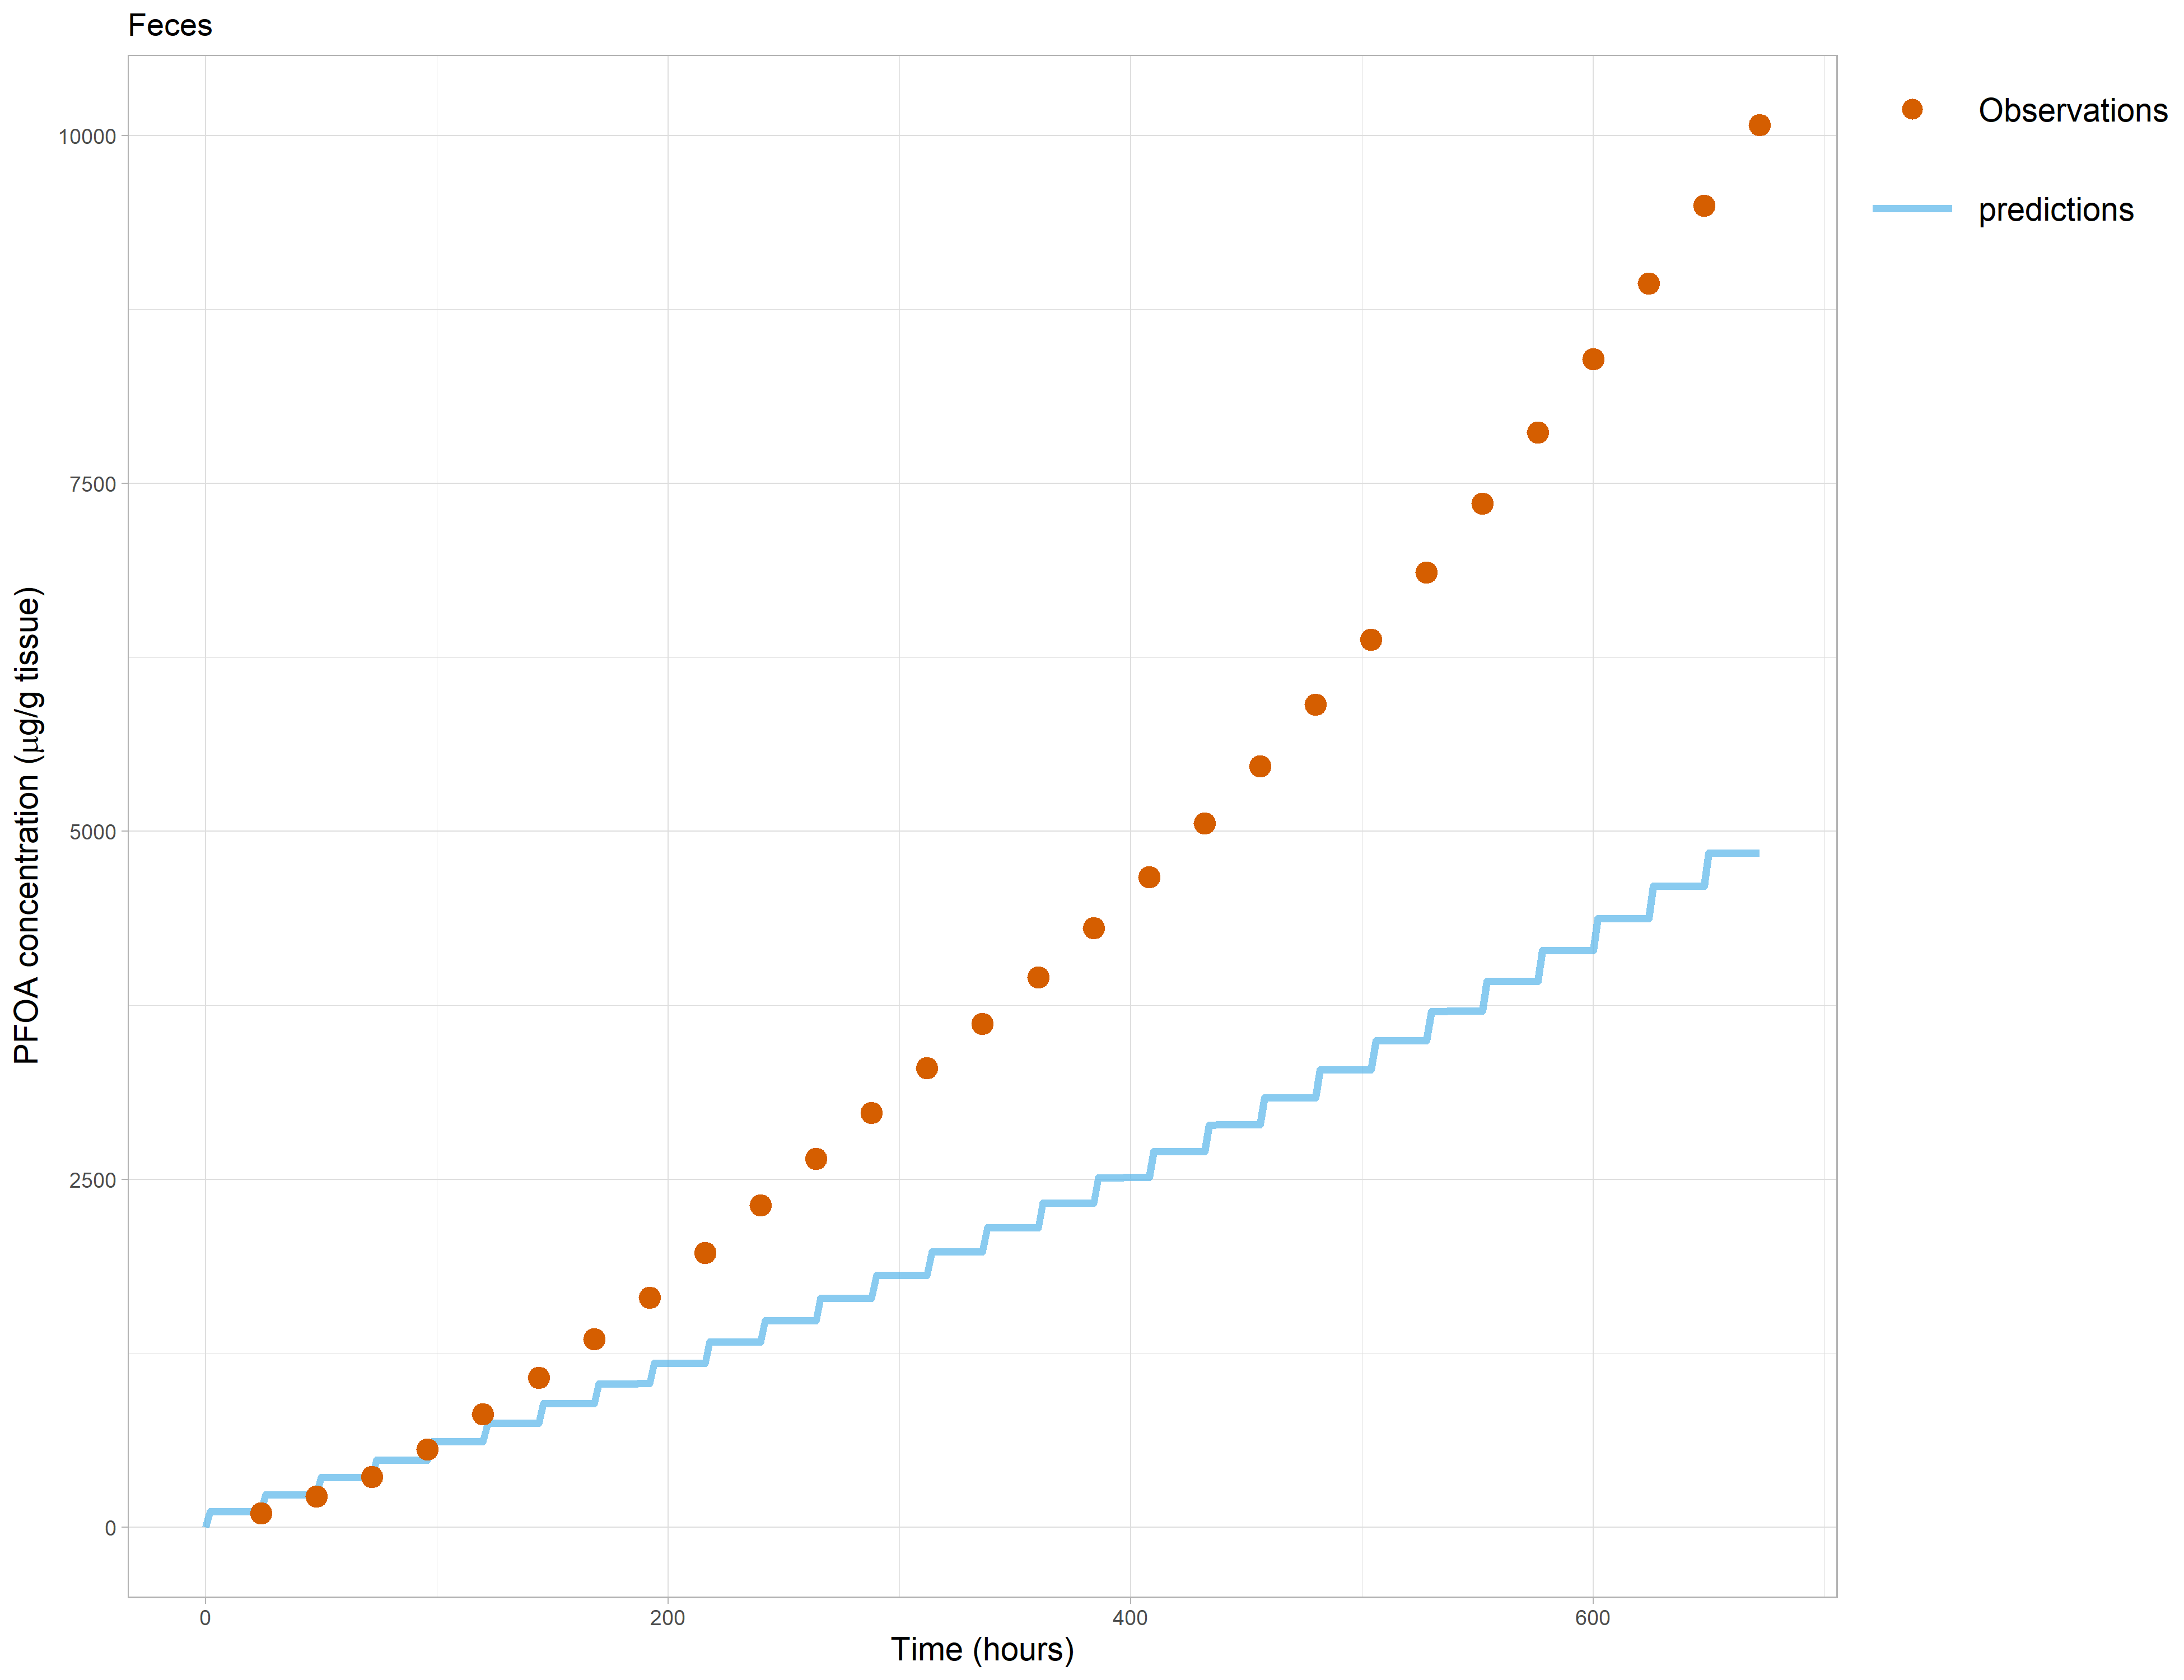 Feces
Observations
predictions
10000
7500
5000
2500
0
PFOA concentration (μg/g tissue)
0 200 400 600
Time (hours)